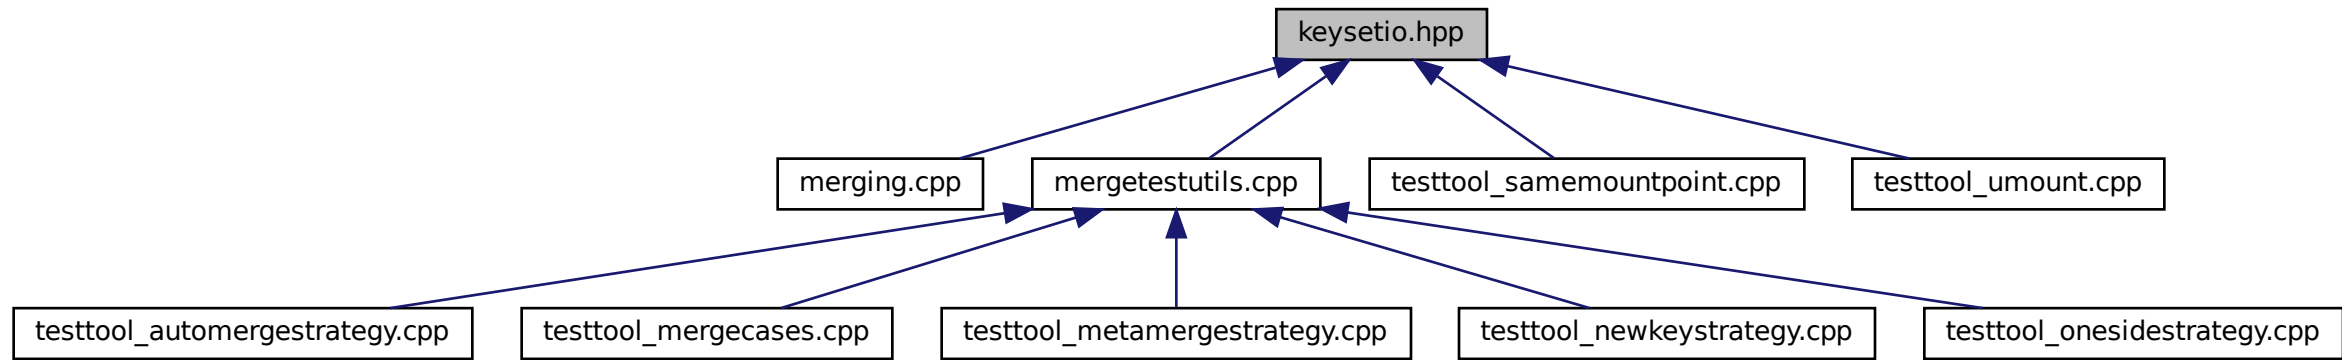 keysetio.hpp
merging.cpp
mergetestutils.cpp
testtool_samemountpoint.cpp
testtool_umount.cpp
testtool_automergestrategy.cpp
testtool_mergecases.cpp
testtool_metamergestrategy.cpp
testtool_newkeystrategy.cpp
testtool_onesidestrategy.cpp